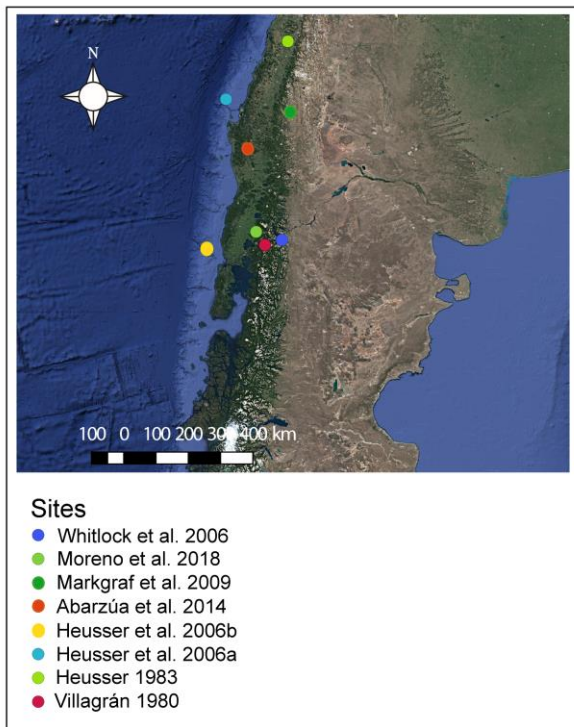 N
100 0 100 200 300 400 km
Sites
Whitlock et al. 2006
Moreno et al. 2018
Markgraf et al. 2009
Abarzúa et al. 2014
Heusser et al. 2006b
Heusser et al. 2006a
Heusser 1983
Villagrán 1980